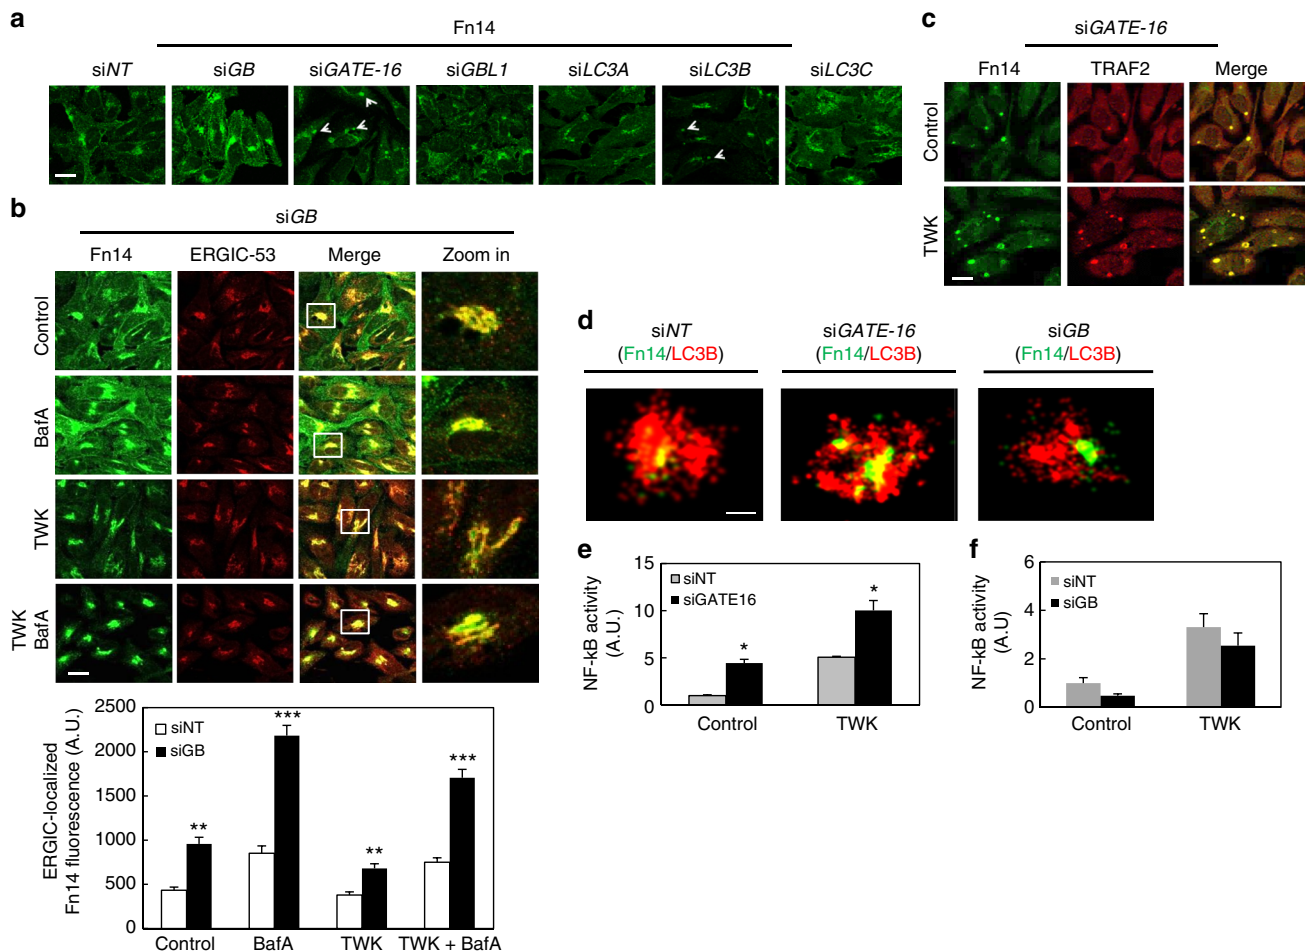 a
Fn14
siNT siGB siGATE-16 siGBL1 siLC3A siLC3B siLC3C
b
siGB
Fn14 ERGIC-53 Merge Zoom in
Control
BafA
TWK
TWK
BafA
ERGIC-localized
Fn14 fluorescence (A.U.)
2500
2000
1500
1000
500
0
siNT
siGB
** *** ** ***
Control BafA TWK TWK + BafA
c
siGATE-16
Fn14 TRAF2 Merge
Control
TWK
d
siNT siGATE-16 siGB
(Fn14/LC3B) (Fn14/LC3B) (Fn14/LC3B)
e
NF-kB activity
(A.U.)
15
10
5
0
siNT
siGATE16
* *
Control TWK
f
NF-kB activity
(A.U)
6
4
2
0
siNT
siGB
Control TWK